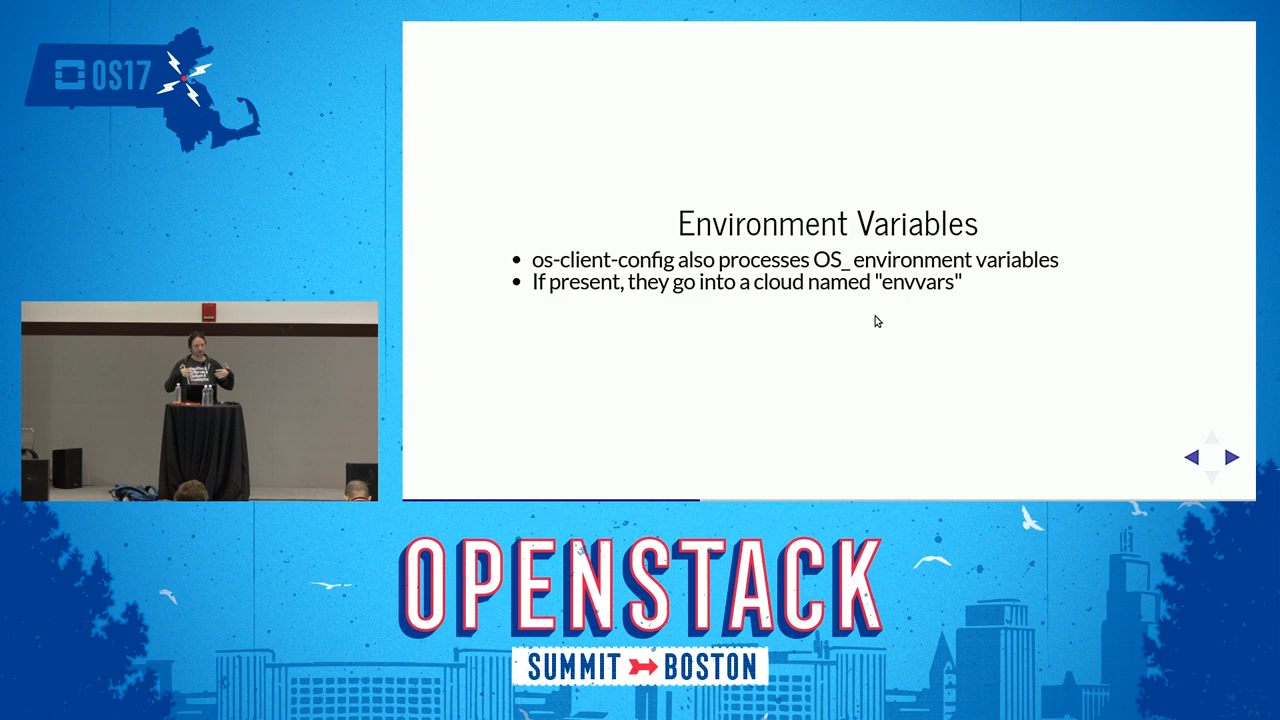 OS17
Environment Variables
• os-client-config also processes OS_ environment variables
• If present, they go into a cloud named "envvars"
OPENSTACK
SUMMIT BOSTON